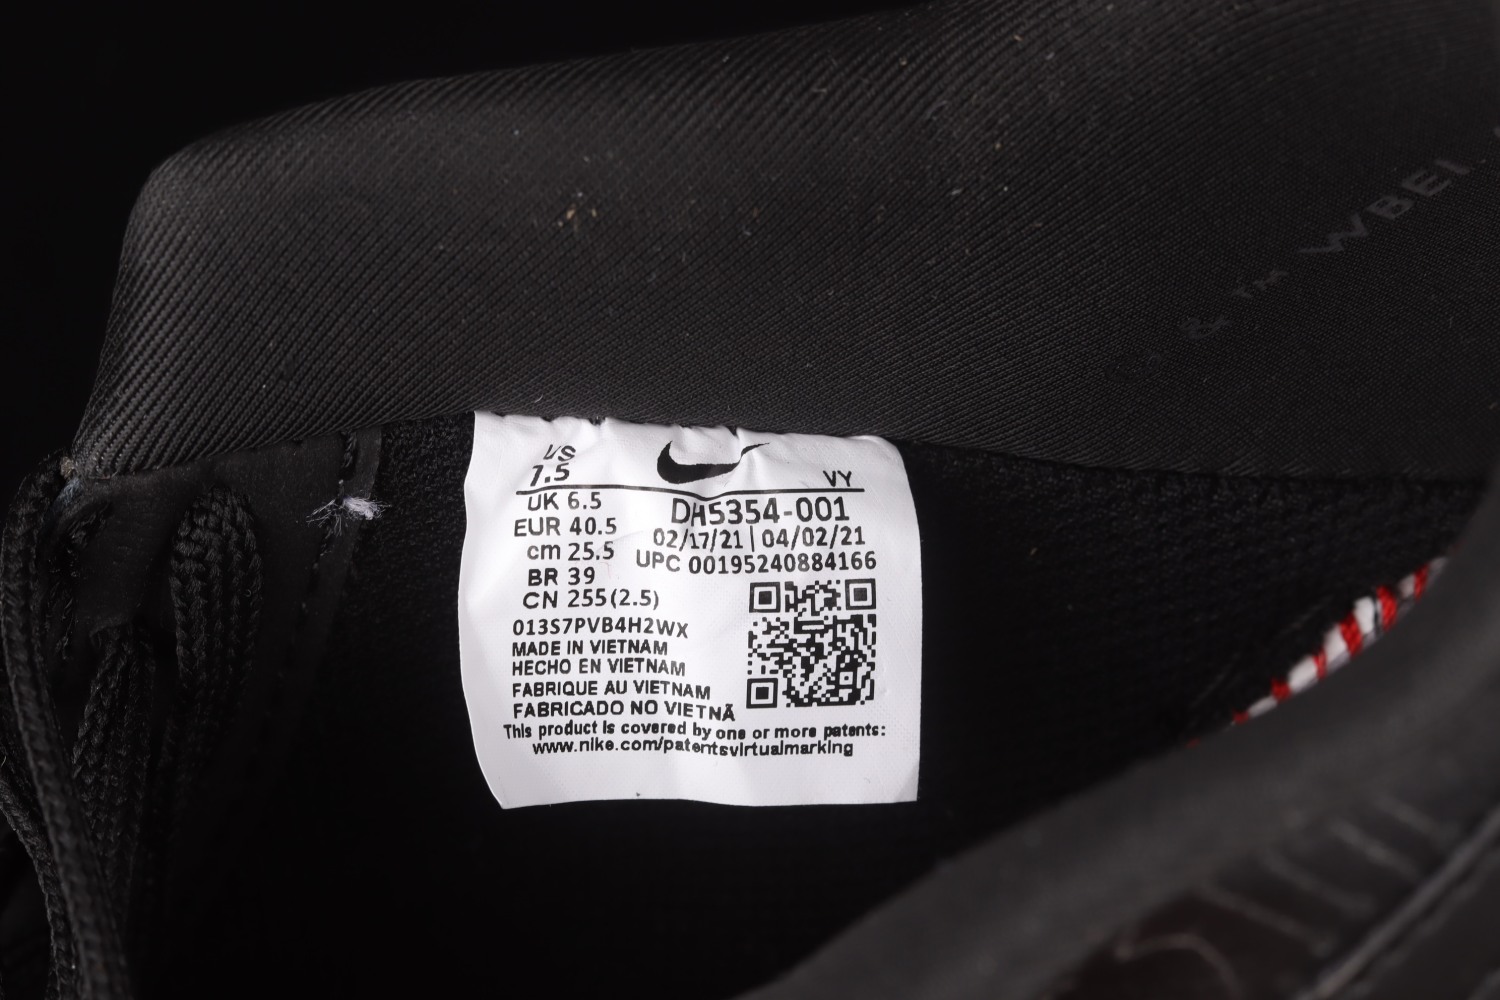 & ™ WBEI
US
7.5
VY
UK 6.5
DH5354-001
EUR 40.5
02/17/21 | 04/02/21
cm 25.5
UPC 00195240884166
BR 39
CN 255(2.5)
013S7PVB4H2WX
MADE IN VIETNAM
HECHO EN VIETNAM
FABRIQUE AU VIETNAM
FABRICADO NO VIETNÃ
This product is covered by one or more patents:
www.nike.com/patentsvirtualmarking